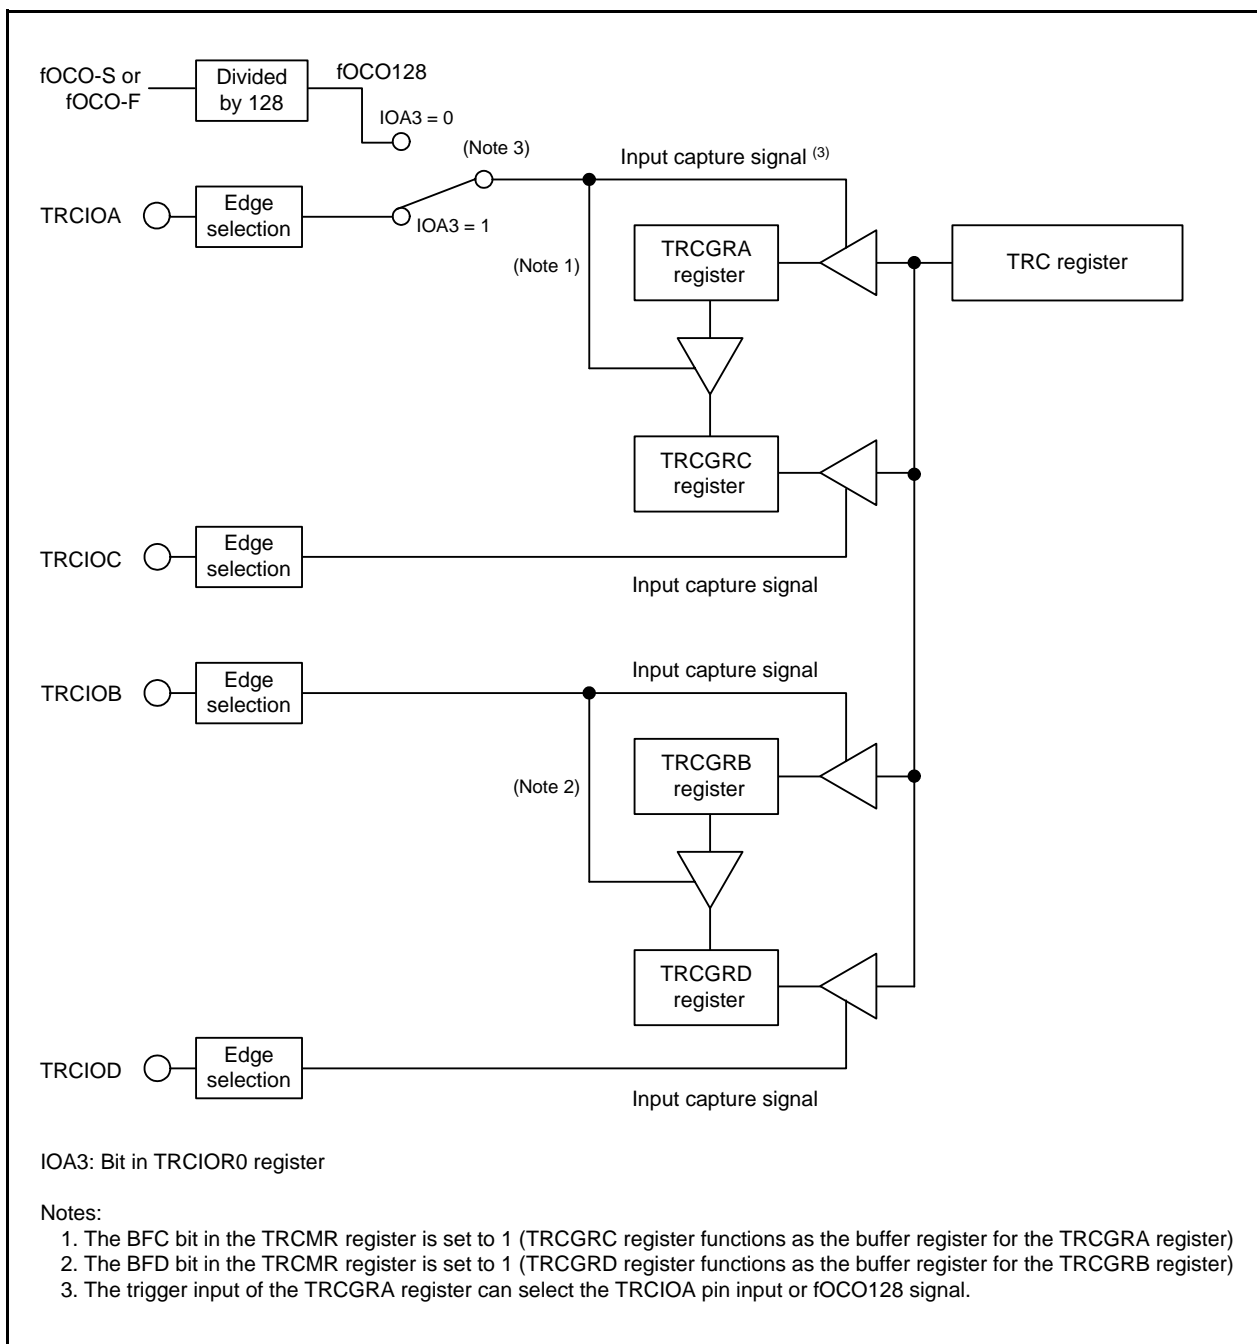 fOCO-S or
fOCO-F
Divided
by 128
fOCO128
IOA3 = 0
(Note 3)
Input capture signal (3)
TRCIOA
Edge
selection
IOA3 = 1
(Note 1)
TRCGRA
register
TRC register
TRCGRC
register
TRCIOC
Edge
selection
Input capture signal
TRCIOB
Edge
selection
Input capture signal
(Note 2)
TRCGRB
register
TRCGRD
register
TRCIOD
Edge
selection
Input capture signal
IOA3: Bit in TRCIOR0 register
Notes:
1. The BFC bit in the TRCMR register is set to 1 (TRCGRC register functions as the buffer register for the TRCGRA register)
2. The BFD bit in the TRCMR register is set to 1 (TRCGRD register functions as the buffer register for the TRCGRB register)
3. The trigger input of the TRCGRA register can select the TRCIOA pin input or fOCO128 signal.